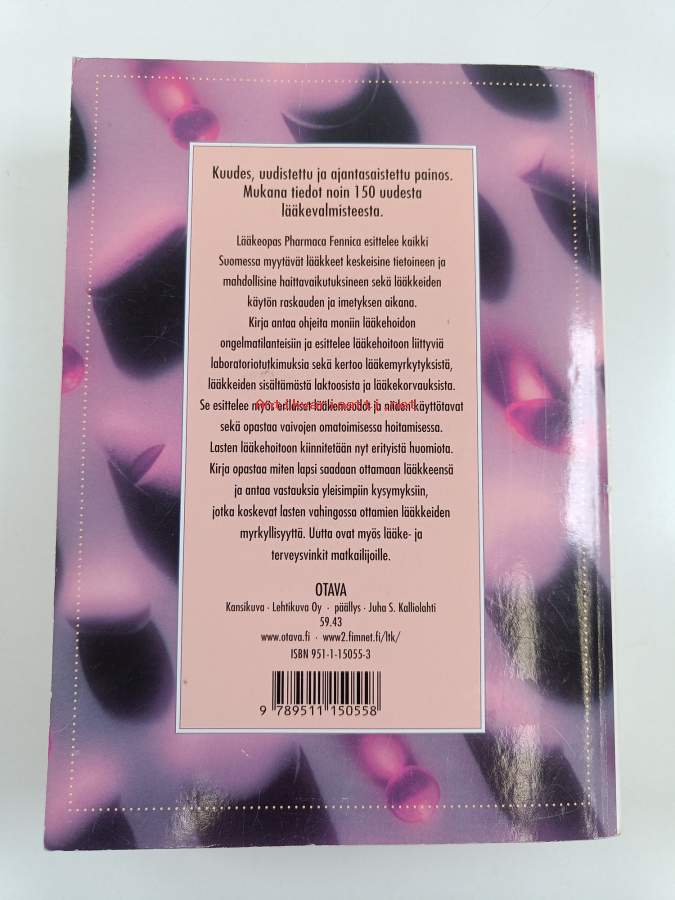 Kuudes, uudistettu ja ajantasaistettu painos.
Mukana tiedot noin 150 uudesta
lääkevalmisteesta.
Lääkeopas Pharmaca Fennica esittelee kaikki
Suomessa myytävät lääkkeet keskeisine tietoineen ja
mahdollisine haittavaikutuksineen sekä lääkkeiden
käytön raskauden ja imetyksen aikana.
Kirja antaa ohjeita moniin lääkehoidon
ongelmatilanteisiin ja esittelee lääkehoitoon liittyviä
laboratoriotutkimuksia sekä kertoo lääkemyrkytyksistä,
lääkkeiden sisältämästä laktoosista ja lääkekorvauksista.
Se esittelee myös erilaiset lääkemuodot ja niiden käyttötavat
sekä opastaa vaivojen omatoimisessa hoitamisessa.
Lasten lääkehoitoon kiinnitetään nyt erityistä huomiota.
Kirja opastaa miten lapsi saadaan ottamaan lääkkeensä
ja antaa vastauksia yleisimpiin kysymyksiin,
jotka koskevat lasten vahingossa ottamien lääkkeiden
myrkyllisyyttä. Uutta ovat myös lääke- ja
terveysvinkit matkailijoille.
OTAVA
Kansikuva · Lehtikuva Oy · päällys · Juha S. Kalliolahti
59.43
www.otava.fi · www2.fimnet.fi/ltk/
ISBN 951-1-15055-3
9 789511 150558